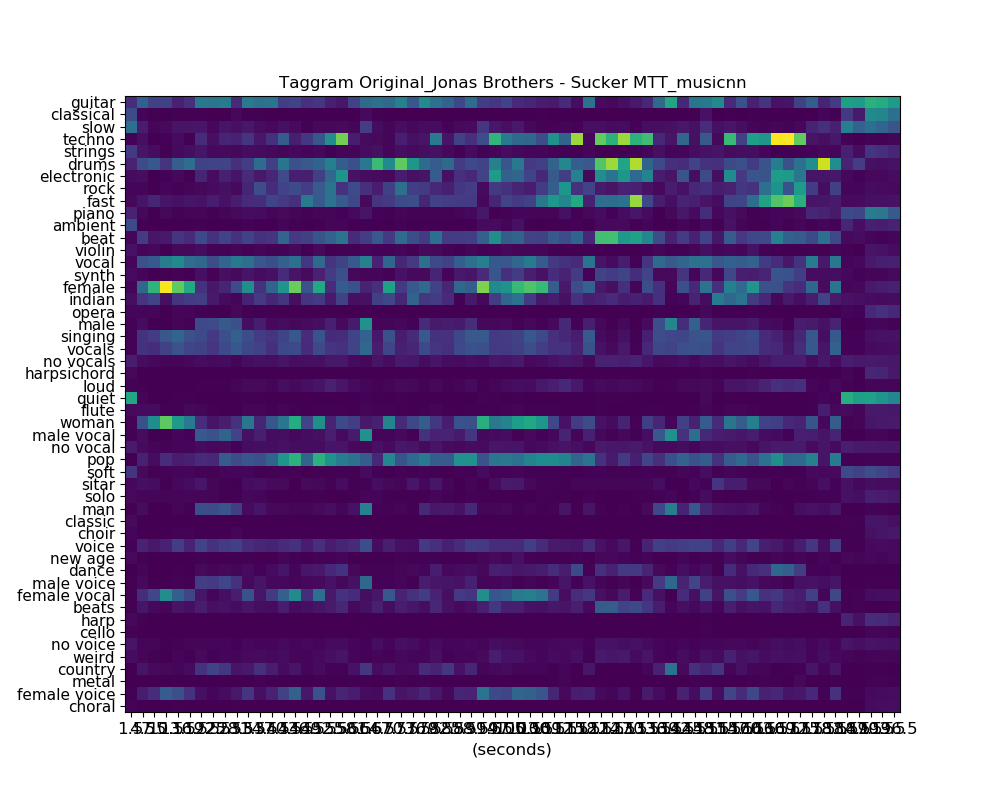 Taggram Original_Jonas Brothers - Sucker MTT_musicnn
guitar
classical
slow
techno
strings
drums
electronic
rock
fast
piano
ambient
beat
violin
vocal
synth
female
indian
opera
male
singing
vocals
no vocals
harpsichord
loud
quiet
flute
woman
male vocal
no vocal
pop
soft
sitar
solo
man
classic
choir
voice
new age
dance
male voice
female vocal
beats
harp
cello
no voice
weird
country
metal
female voice
choral
(seconds)